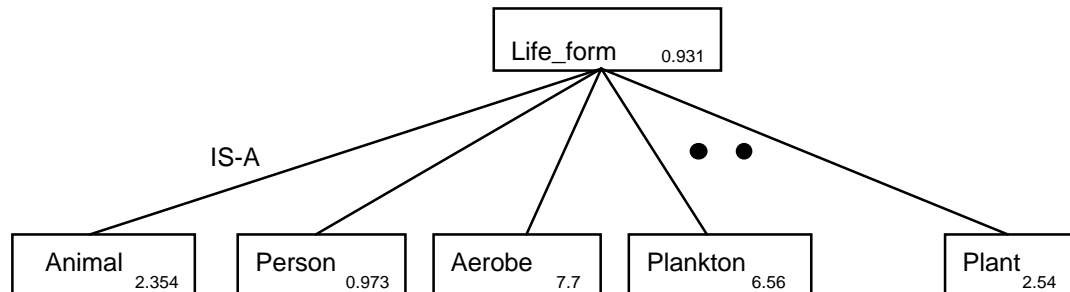 Life_form 0.931
IS-A
Animal 2.354
Person 0.973
Aerobe 7.7
Plankton 6.56
Plant 2.54